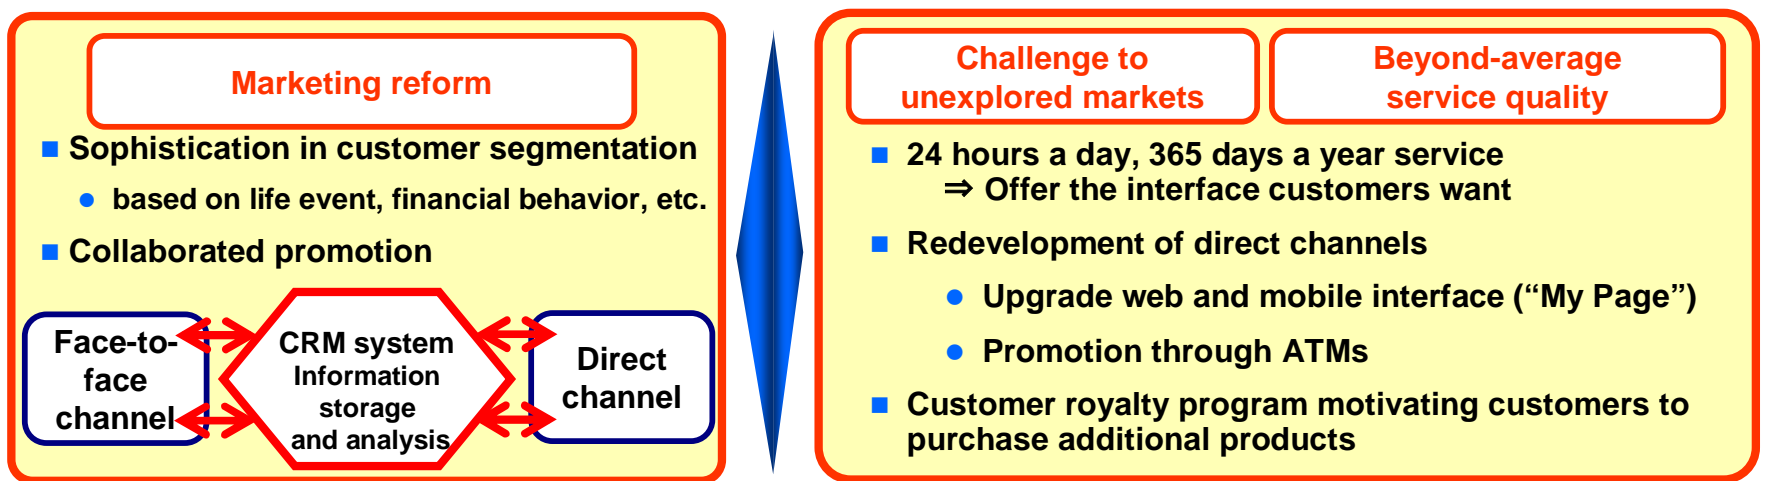 Marketing reform
■ Sophistication in customer segmentation
● based on life event, financial behavior, etc.
■ Collaborated promotion
Face-to-
face
channel
CRM system
Information
storage
and analysis
Direct
channel
Challenge to
unexplored markets
Beyond-average
service quality
■ 24 hours a day, 365 days a year service
⇒ Offer the interface customers want
■ Redevelopment of direct channels
● Upgrade web and mobile interface (“My Page”)
● Promotion through ATMs
■ Customer royalty program motivating customers to
purchase additional products